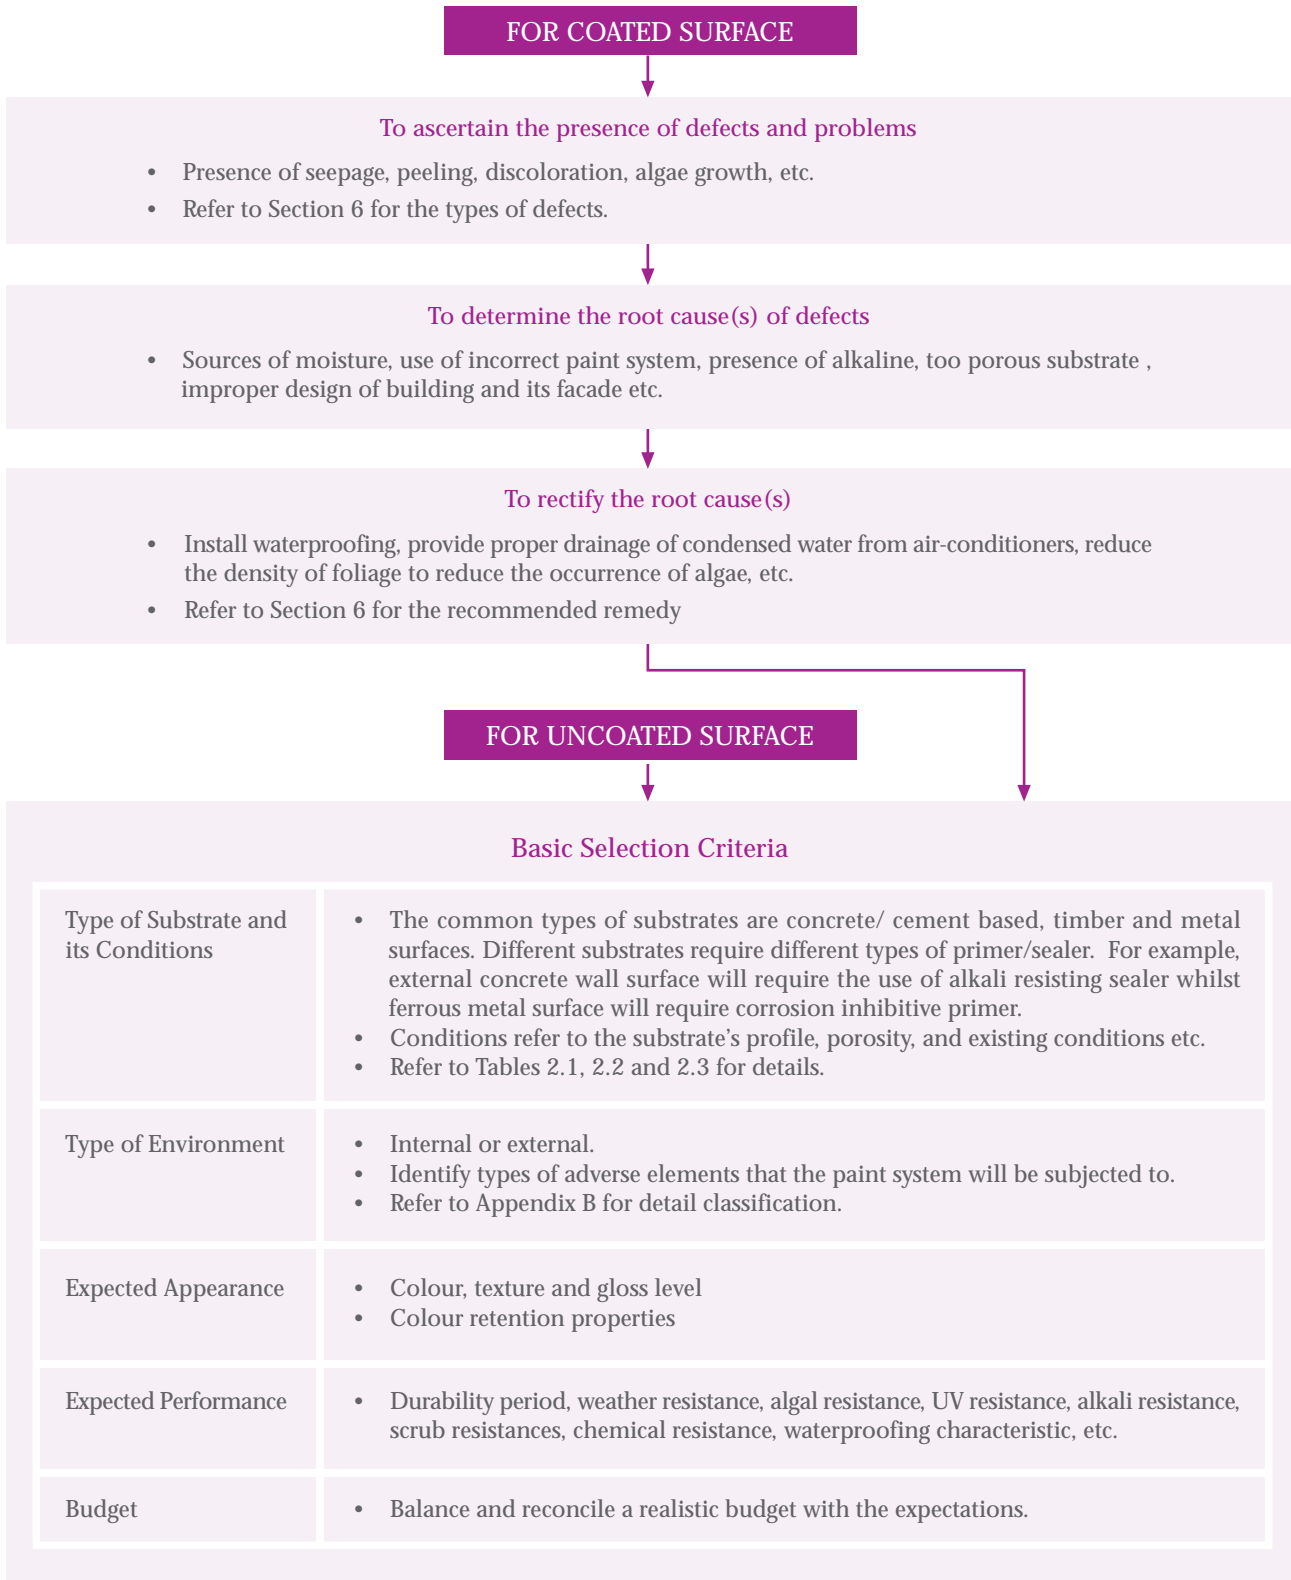 FOR COATED SURFACE
To ascertain the presence of defects and problems
• Presence of seepage, peeling, discoloration, algae growth, etc.
• Refer to Section 6 for the types of defects.
To determine the root cause(s) of defects
• Sources of moisture, use of incorrect paint system, presence of alkaline, too porous substrate ,
improper design of building and its facade etc.
To rectify the root cause(s)
• Install waterproofing, provide proper drainage of condensed water from air-conditioners, reduce
the density of foliage to reduce the occurrence of algae, etc.
• Refer to Section 6 for the recommended remedy
FOR UNCOATED SURFACE
Basic Selection Criteria
Type of Substrate and
its Conditions
• The common types of substrates are concrete/ cement based, timber and metal
surfaces. Different substrates require different types of primer/sealer. For example,
external concrete wall surface will require the use of alkali resisting sealer whilst
ferrous metal surface will require corrosion inhibitive primer.
• Conditions refer to the substrate's profile, porosity, and existing conditions etc.
• Refer to Tables 2.1, 2.2 and 2.3 for details.
Type of Environment
• Internal or external.
• Identify types of adverse elements that the paint system will be subjected to.
• Refer to Appendix B for detail classification.
Expected Appearance
• Colour, texture and gloss level
• Colour retention properties
Expected Performance
• Durability period, weather resistance, algal resistance, UV resistance, alkali resistance,
scrub resistances, chemical resistance, waterproofing characteristic, etc.
Budget
• Balance and reconcile a realistic budget with the expectations.